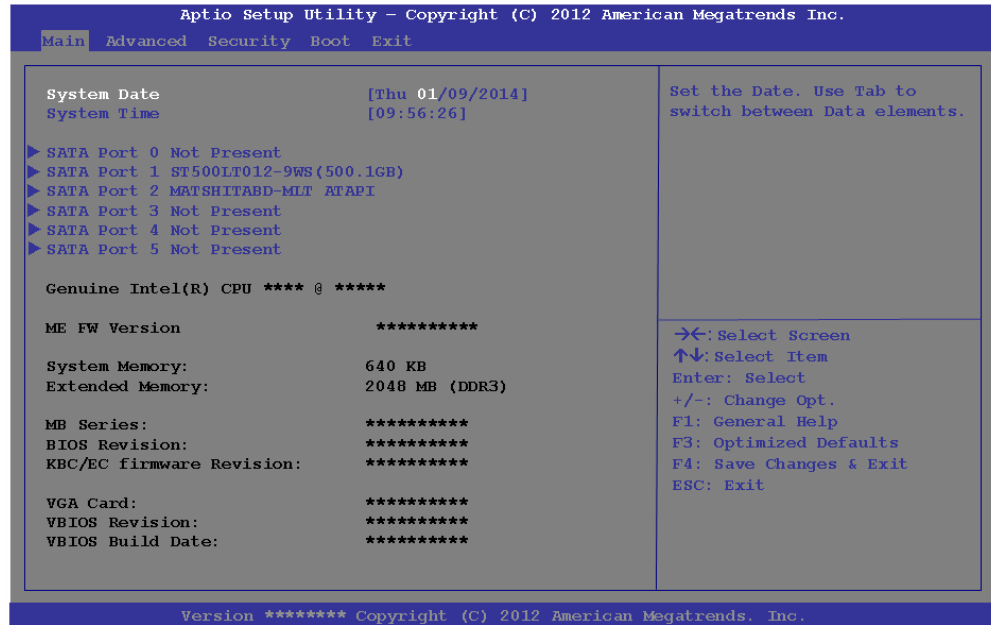 Aptio Setup Utility – Copyright (C) 2012 American Megatrends Inc.
Main Advanced Security Boot Exit
System Date [Thu 01/09/2014]
System Time [09:56:26]
▶ SATA Port 0 Not Present
▶ SATA Port 1 ST500LT012-9WS(500.1GB)
▶ SATA Port 2 MATSHITABD-MLT ATAPI
▶ SATA Port 3 Not Present
▶ SATA Port 4 Not Present
▶ SATA Port 5 Not Present
Genuine Intel(R) CPU **** @ *****
ME FW Version **********
System Memory: 640 KB
Extended Memory: 2048 MB (DDR3)
MB Series: **********
BIOS Revision: **********
KBC/EC firmware Revision: **********
VGA Card: **********
VBIOS Revision: **********
VBIOS Build Date: **********
Set the Date. Use Tab to
switch between Data elements.
→←: Select Screen
↑↓: Select Item
Enter: Select
+/-: Change Opt.
F1: General Help
F3: Optimized Defaults
F4: Save Changes & Exit
ESC: Exit
Version ******** Copyright (C) 2012 American Megatrends. Inc.